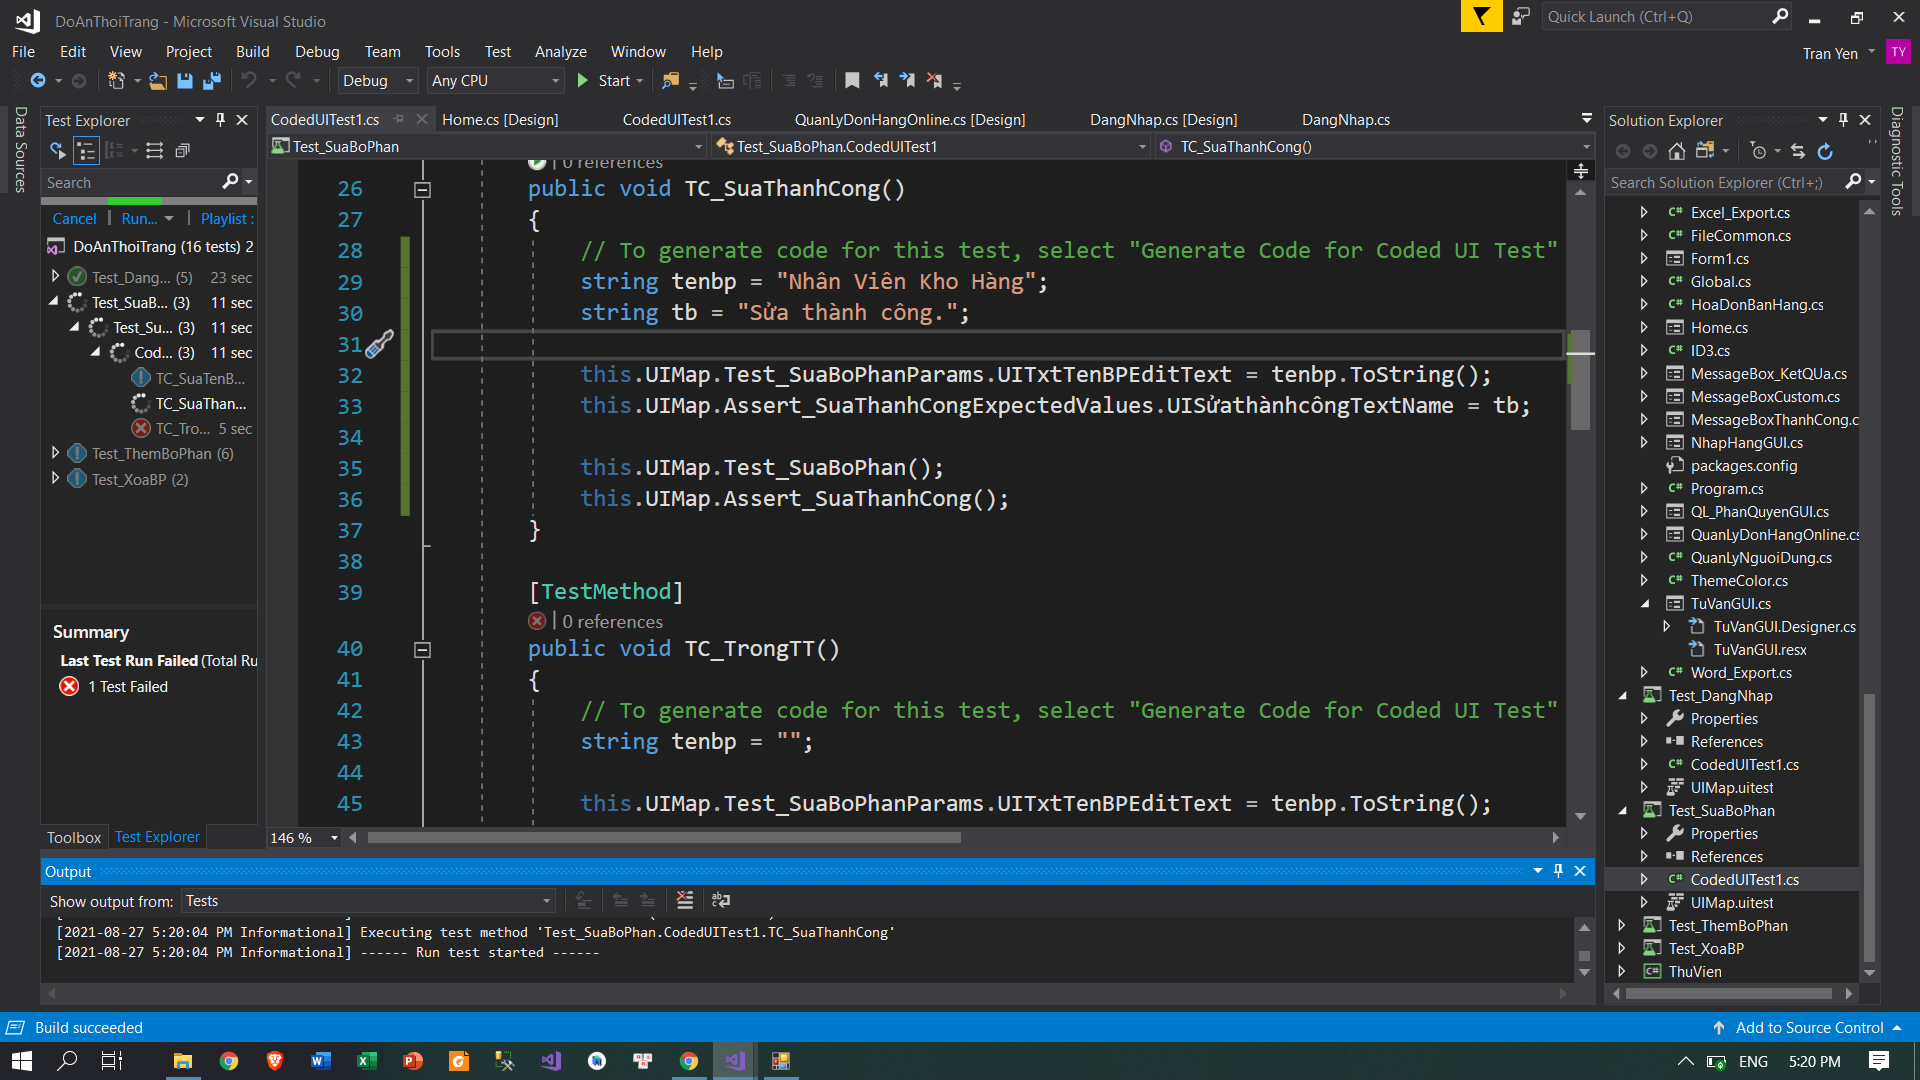 DoAnThoiTrang - Microsoft Visual Studio
Quick Launch (Ctrl+Q)
File Edit View Project Build Debug Team Tools Test Analyze Window Help
Tran Yen
TY
Debug
Any CPU
Start
Data Sources
Test Explorer
Search
Cancel
Run...
Playlist :
DoAnThoiTrang (16 tests) 2
Test_Dang... (5) 23 sec
Test_SuaB... (3) 11 sec
Test_Su... (3) 11 sec
Cod... (3) 11 sec
TC_SuaTenB...
TC_SuaThan...
TC_Tro... 5 sec
Test_ThemBoPhan (6)
Test_XoaBP (2)
Summary
Last Test Run Failed (Total Ru
1 Test Failed
Toolbox
Test Explorer
CodedUITest1.cs
Home.cs [Design]
CodedUITest1.cs
QuanLyDonHangOnline.cs [Design]
DangNhap.cs [Design]
DangNhap.cs
Test_SuaBoPhan
Test_SuaBoPhan.CodedUITest1
TC_SuaThanhCong()
0 references
26 public void TC_SuaThanhCong()
27 {
28 // To generate code for this test, select "Generate Code for Coded UI Test"
29 string tenbp = "Nhân Viên Kho Hàng";
30 string tb = "Sửa thành công.";
31
32 this.UIMap.Test_SuaBoPhanParams.UITxtTenBPEditText = tenbp.ToString();
33 this.UIMap.Assert_SuaThanhCongExpectedValues.UISửathànhcôngTextName = tb;
34
35 this.UIMap.Test_SuaBoPhan();
36 this.UIMap.Assert_SuaThanhCong();
37 }
38
39 [TestMethod]
0 references
40 public void TC_TrongTT()
41 {
42 // To generate code for this test, select "Generate Code for Coded UI Test"
43 string tenbp = "";
44
45 this.UIMap.Test_SuaBoPhanParams.UITxtTenBPEditText = tenbp.ToString();
146 %
Output
Show output from: Tests
[2021-08-27 5:20:04 PM Informational] Executing test method 'Test_SuaBoPhan.CodedUITest1.TC_SuaThanhCong'
[2021-08-27 5:20:04 PM Informational] ------ Run test started ------
Solution Explorer
Search Solution Explorer (Ctrl+;)
Excel_Export.cs
FileCommon.cs
Form1.cs
Global.cs
HoaDonBanHang.cs
Home.cs
ID3.cs
MessageBox_KetQUa.cs
MessageBoxCustom.cs
MessageBoxThanhCong.c
NhapHangGUI.cs
packages.config
Program.cs
QL_PhanQuyenGUI.cs
QuanLyDonHangOnline.cs
QuanLyNguoiDung.cs
ThemeColor.cs
TuVanGUI.cs
TuVanGUI.Designer.cs
TuVanGUI.resx
Word_Export.cs
Test_DangNhap
Properties
References
CodedUITest1.cs
UIMap.uitest
Test_SuaBoPhan
Properties
References
CodedUITest1.cs
UIMap.uitest
Test_ThemBoPhan
Test_XoaBP
ThuVien
Diagnostic Tools
Build succeeded
Add to Source Control
ENG
5:20 PM